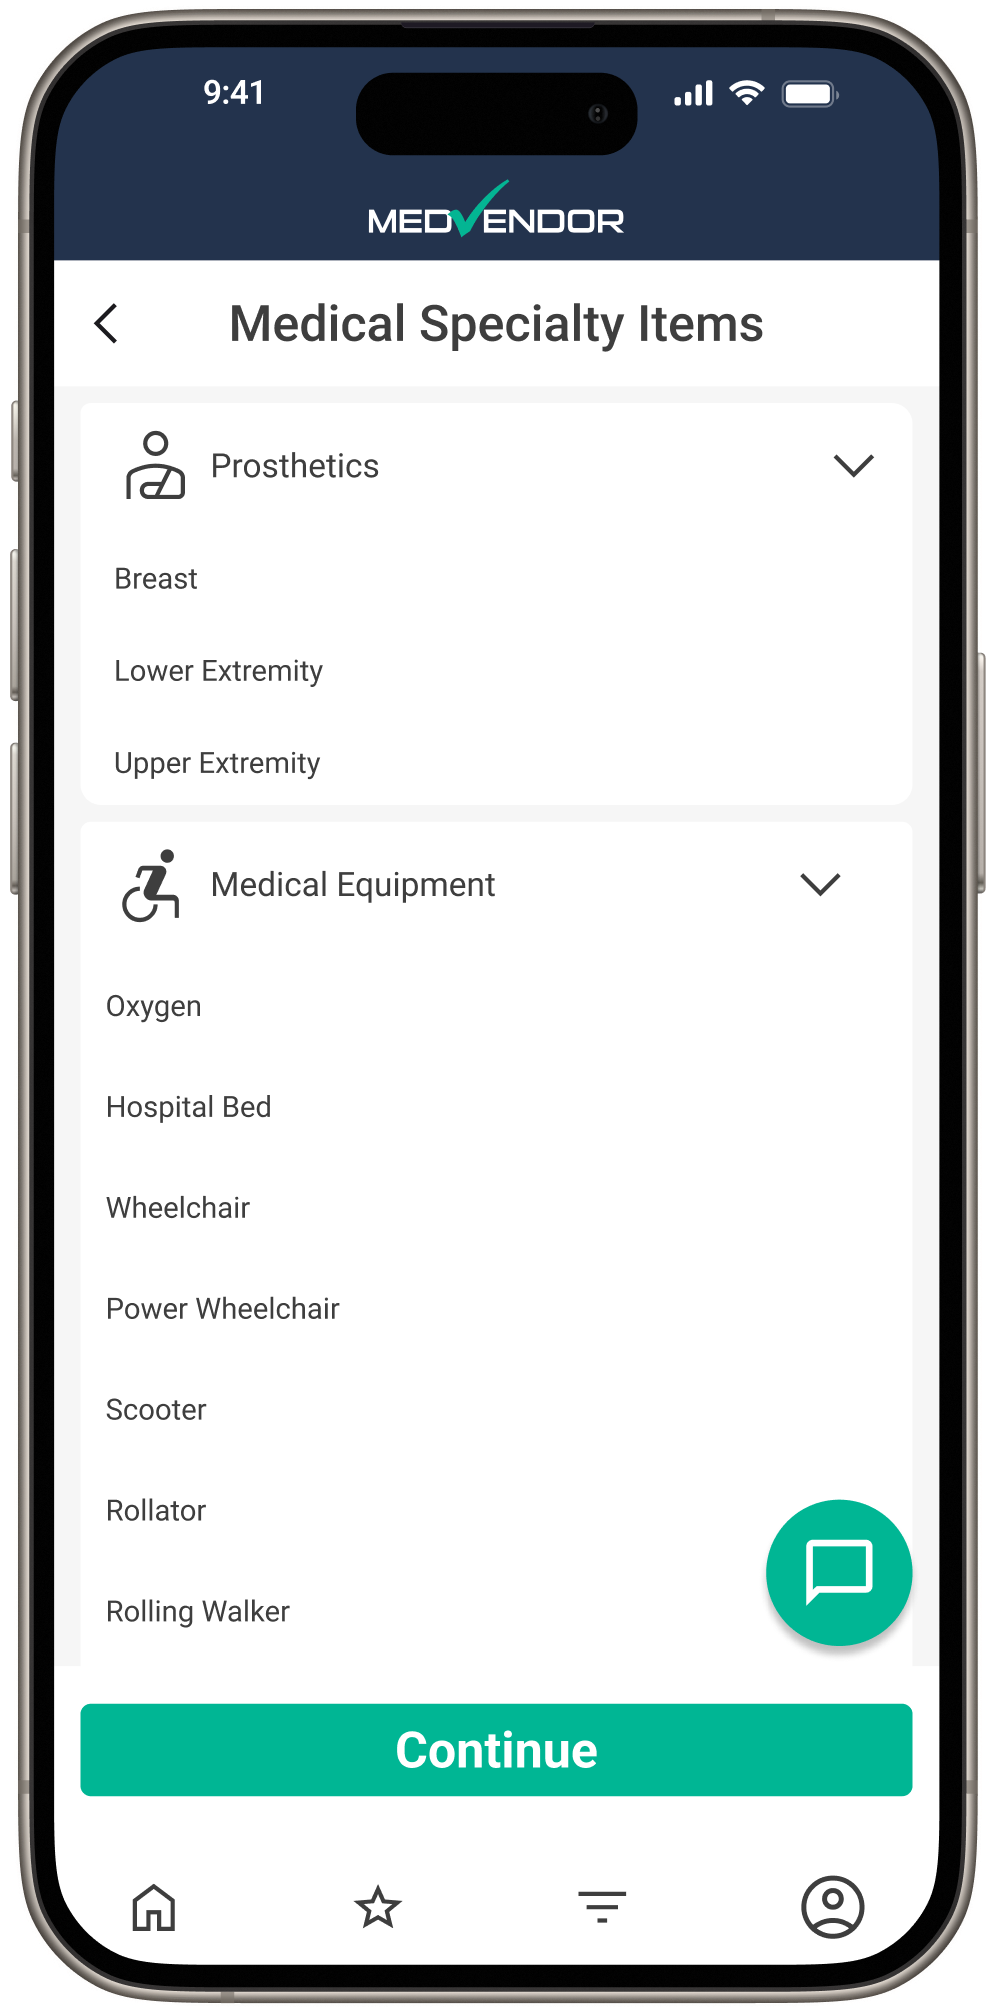 9:41
MEDVENDOR
Medical Specialty Items
Prosthetics
Breast
Lower Extremity
Upper Extremity
Medical Equipment
Oxygen
Hospital Bed
Wheelchair
Power Wheelchair
Scooter
Rollator
Rolling Walker
Continue